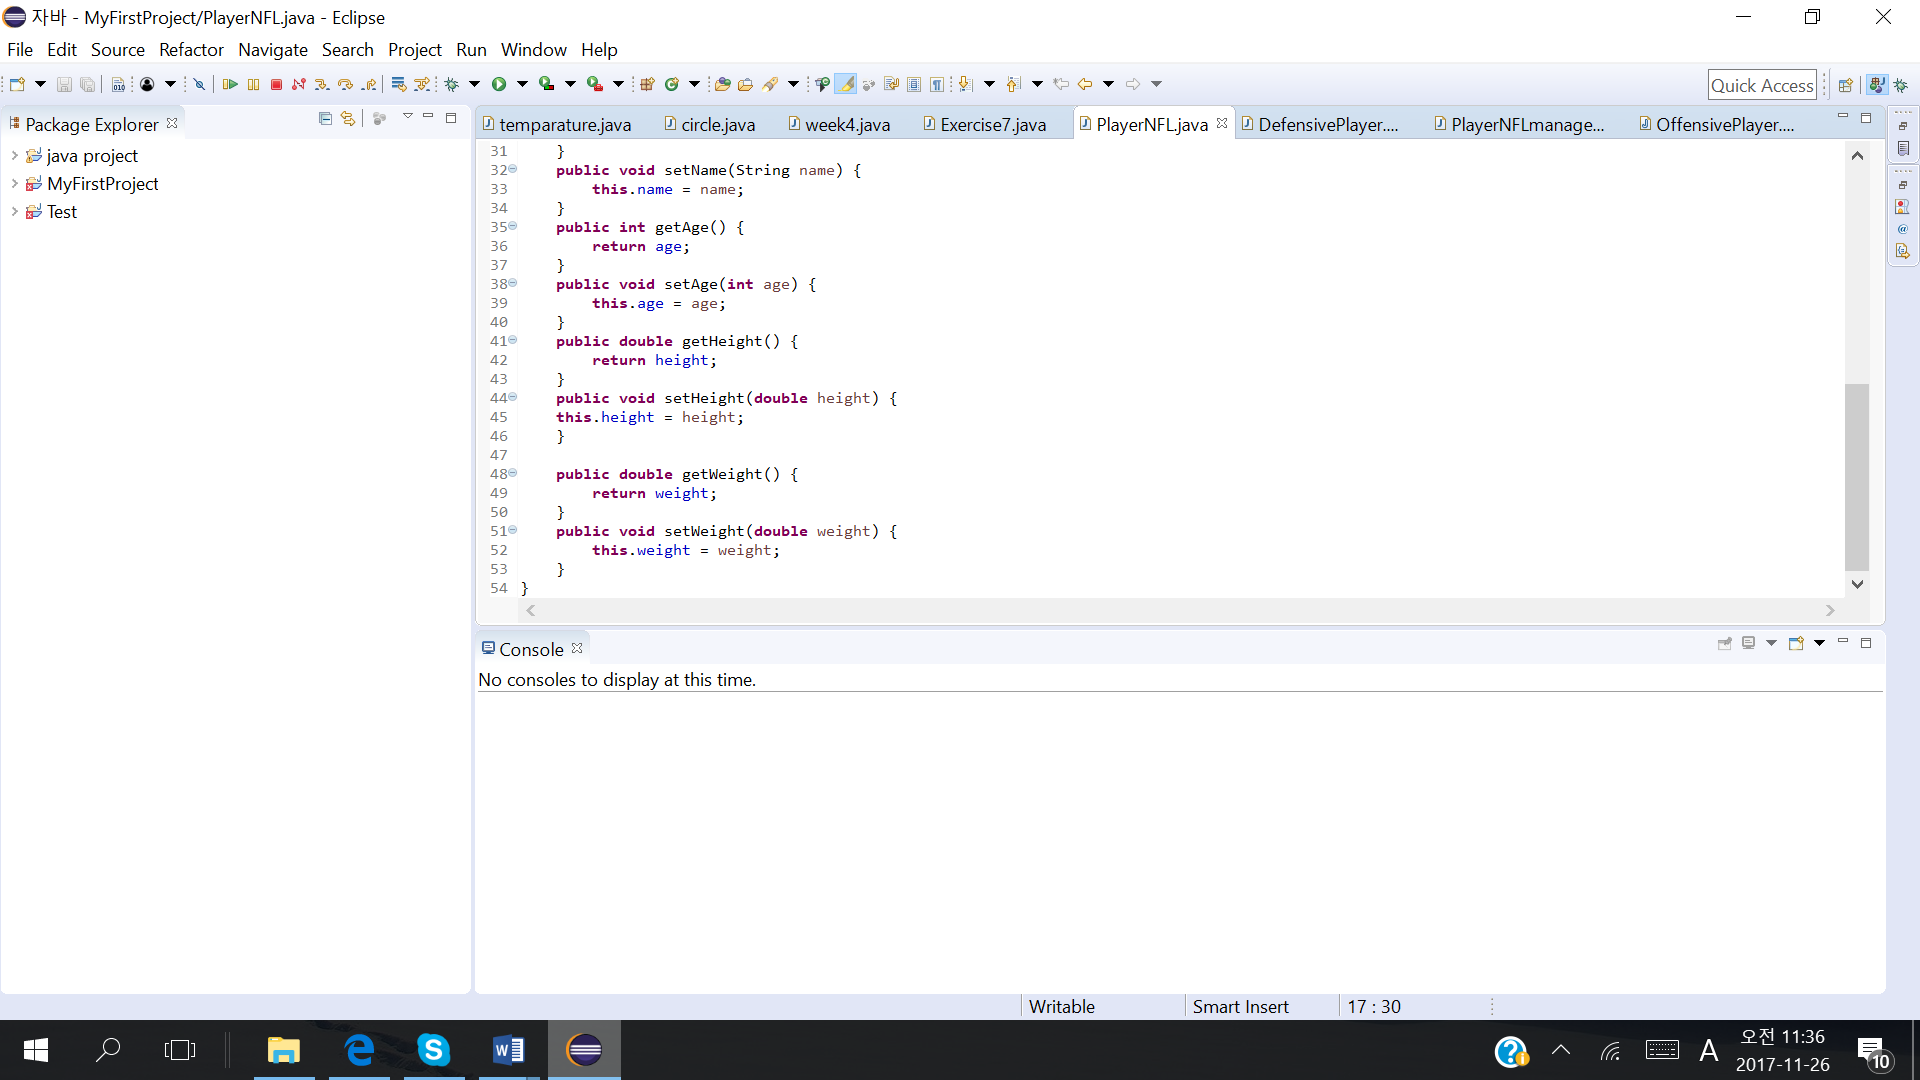 자바 - MyFirstProject/PlayerNFL.java - Eclipse
File Edit Source Refactor Navigate Search Project Run Window Help
Quick Access
Package Explorer
java project
MyFirstProject
Test
temparature.java circle.java week4.java Exercise7.java PlayerNFL.java DefensivePlayer.... PlayerNFLmanage... OffensivePlayer....
31 }
32 public void setName(String name) {
33 this.name = name;
34 }
35 public int getAge() {
36 return age;
37 }
38 public void setAge(int age) {
39 this.age = age;
40 }
41 public double getHeight() {
42 return height;
43 }
44 public void setHeight(double height) {
45 this.height = height;
46 }
47
48 public double getWeight() {
49 return weight;
50 }
51 public void setWeight(double weight) {
52 this.weight = weight;
53 }
54 }
Console
No consoles to display at this time.
Writable Smart Insert 17 : 30
A 오전 11:36
2017-11-26
10